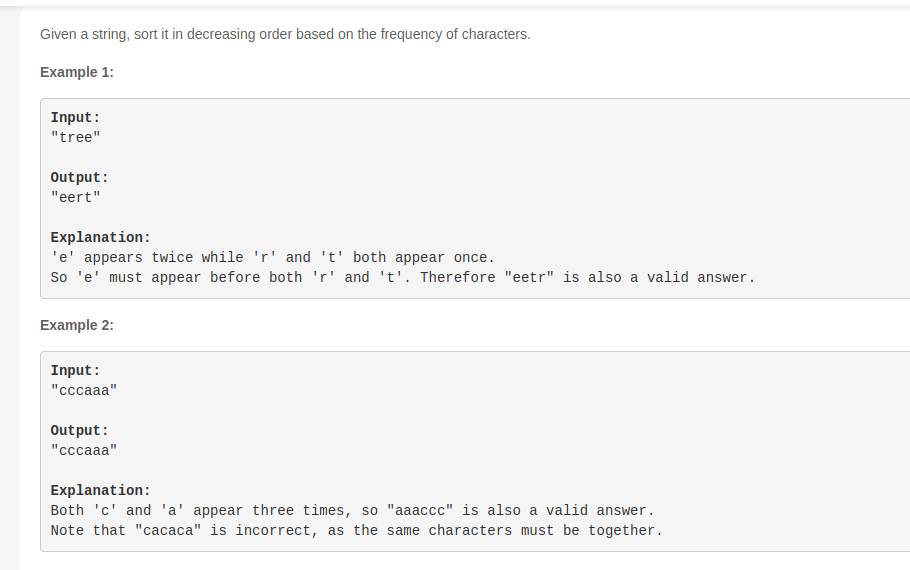 Given a string, sort it in decreasing order based on the frequency of characters.
Example 1:
Input:
"tree"
Output:
"eert"
Explanation:
'e' appears twice while 'r' and 't' both appear once.
So 'e' must appear before both 'r' and 't'. Therefore "eetr" is also a valid answer.
Example 2:
Input:
"cccaaa"
Output:
"cccaaa"
Explanation:
Both 'c' and 'a' appear three times, so "aaaccc" is also a valid answer.
Note that "cacaca" is incorrect, as the same characters must be together.